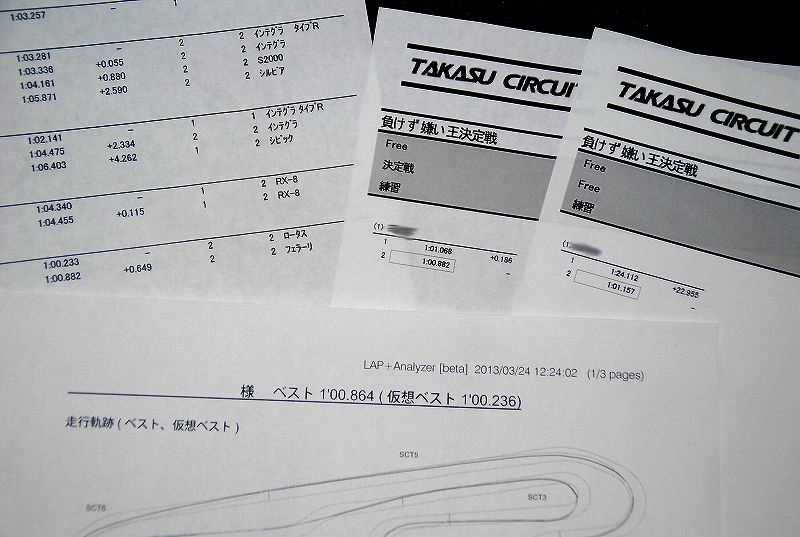 1:03.257 – 1
1:03.281 – 2 2 インテグラ タイプR
1:03.336 +0.055 2 2 インテグラ
1:04.161 +0.880 2 2 S2000
1:05.871 +2.590 2 2 シルビア
1:02.141 – 1 1 インテグラ タイプR
1:04.475 +2.334 2 2 インテグラ
1:06.403 +4.262 1 2 シビック
1:04.340 – 1 2 RX-8
1:04.455 +0.115 1 2 RX-8
1:00.233 – 2 2 ロータス
1:00.882 +0.649 2 2 フェラーリ
TAKASU CIRCUIT
負けず嫌い王決定戦
Free
決定戦
練習
(1)
1 1:01.068 +0.186
2 1:00.882 –
TAKASU CIRCUIT
負けず嫌い王決定戦
Free
Free
練習
(1)
1 1:24.112 +22.955
2 1:01.157 –
LAP+Analyzer [beta] 2013/03/24 12:24:02 (1/3 pages)
様 ベスト 1'00.864 ( 仮想ベスト 1'00.236)
走行軌跡 ( ベスト、仮想ベスト )
SCT5
SCT3
SCT6